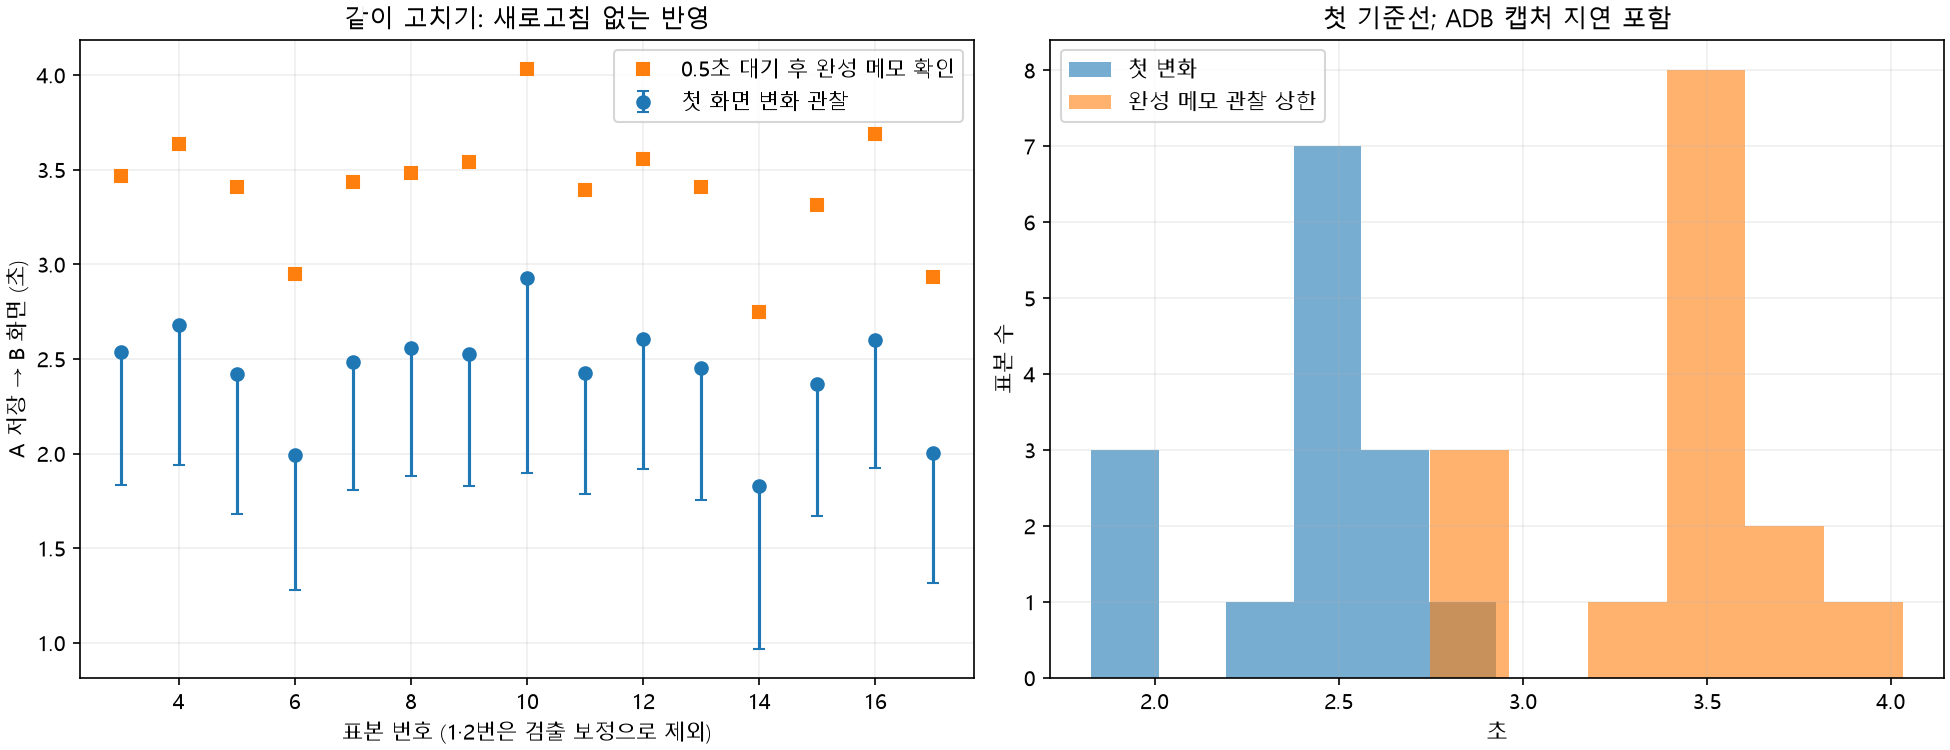 같이 고치기: 새로고침 없는 반영
0.5초 대기 후 완성 메모 확인
첫 화면 변화 관찰
A 저장 → B 화면 (초)
4.0
3.5
3.0
2.5
2.0
1.5
1.0
4 6 8 10 12 14 16
표본 번호 (1·2번은 검출 보정으로 제외)
첫 기준선; ADB 캡처 지연 포함
첫 변화
완성 메모 관찰 상한
표본 수
8
7
6
5
4
3
2
1
0
2.0 2.5 3.0 3.5 4.0
초